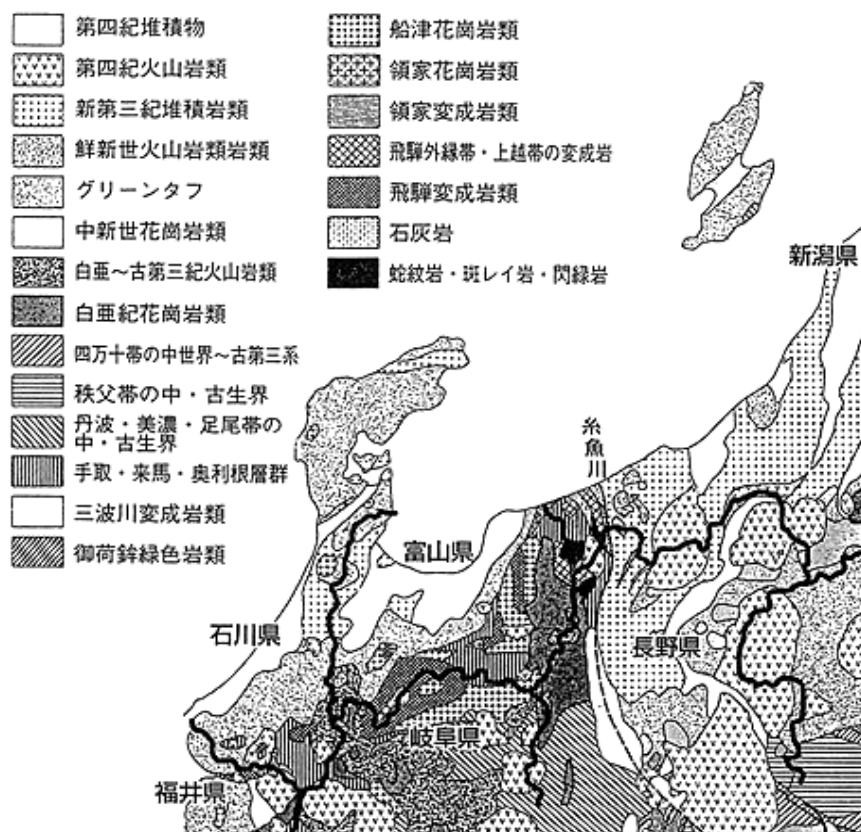 第四紀堆積物
第四紀火山岩類
新第三紀堆積岩類
鮮新世火山岩類岩類
グリーンタフ
中新世花崗岩類
白亜～古第三紀火山岩類
白亜紀花崗岩類
四万十帯の中世界～古第三系
秩父帯の中・古生界
丹波・美濃・足尾帯の
中・古生界
手取・来馬・奥利根層群
三波川変成岩類
御荷鉾緑色岩類
船津花崗岩類
領家花崗岩類
領家変成岩類
飛騨外縁帯・上越帯の変成岩
飛騨変成岩類
石灰岩
蛇紋岩・斑レイ岩・閃緑岩
新潟県
糸魚川
富山県
石川県
長野県
岐阜県
福井県